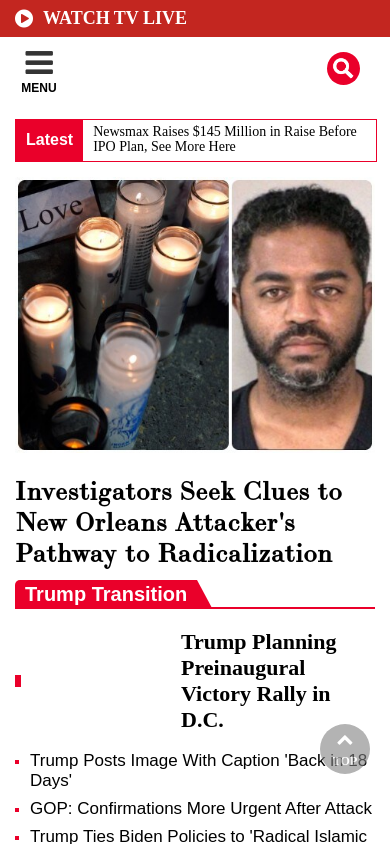 WATCH TV LIVE
MENU
Latest
Newsmax Raises $145 Million in Raise Before
IPO Plan, See More Here
Love
Investigators Seek Clues to
New Orleans Attacker's
Pathway to Radicalization
Trump Transition
Trump Planning
Preinaugural
Victory Rally in
D.C.
Trump Posts Image With Caption 'Back in 18
Days'
TOP
GOP: Confirmations More Urgent After Attack
Trump Ties Biden Policies to 'Radical Islamic